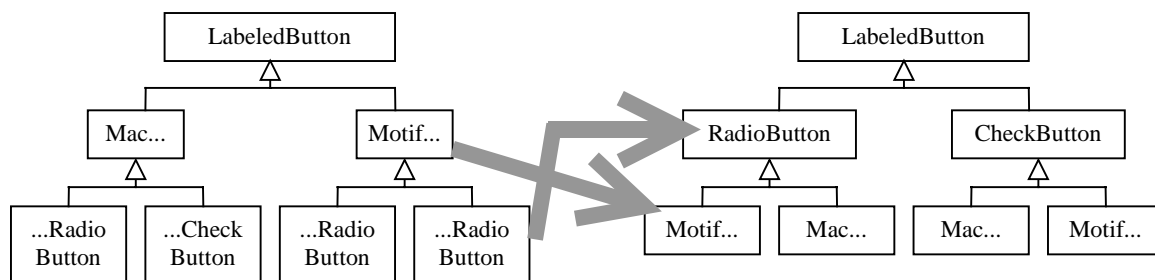 LabeledButton
LabeledButton
Mac...
Motif...
RadioButton
CheckButton
...Radio
Button
...Check
Button
...Radio
Button
...Radio
Button
Motif...
Mac...
Mac...
Motif...